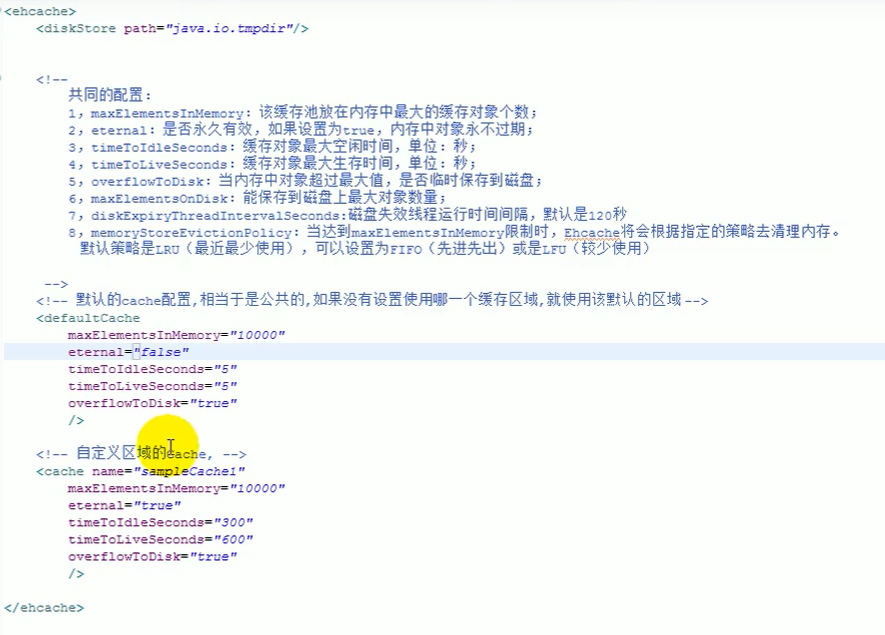 <ehcache>
<diskStore path="java.io.tmpdir"/>
<!--
共同的配置:
1, maxElementsInMemory: 该缓存池放在内存中最大的缓存对象个数;
2, eternal: 是否永久有效, 如果设置为true, 内存中对象永不过期;
3, timeToIdleSeconds: 缓存对象最大空闲时间, 单位: 秒;
4, timeToLiveSeconds: 缓存对象最大生存时间, 单位: 秒;
5, overflowToDisk: 当内存中对象超过最大值, 是否临时保存到磁盘;
6, maxElementsOnDisk: 能保存到磁盘上最大对象数量;
7, diskExpiryThreadIntervalSeconds:磁盘失效线程运行时间间隔, 默认是120秒
8, memoryStoreEvictionPolicy: 当达到maxElementsInMemory限制时, Ehcache将会根据指定的策略去清理内存。
默认策略是LRU（最近最少使用）, 可以设置为FIFO（先进先出）或是LFU（较少使用）
-->
<!-- 默认的cache配置,相当于是公共的,如果没有设置使用哪一个缓存区域,就使用该默认的区域-->
<defaultCache
maxElementsInMemory="10000"
eternal="false"
timeToIdleSeconds="5"
timeToLiveSeconds="5"
overflowToDisk="true"
/>
<!-- 自定义区域的Cache, -->
<cache name="sampleCache1"
maxElementsInMemory="10000"
eternal="true"
timeToIdleSeconds="300"
timeToLiveSeconds="600"
overflowToDisk="true"
/>
</ehcache>